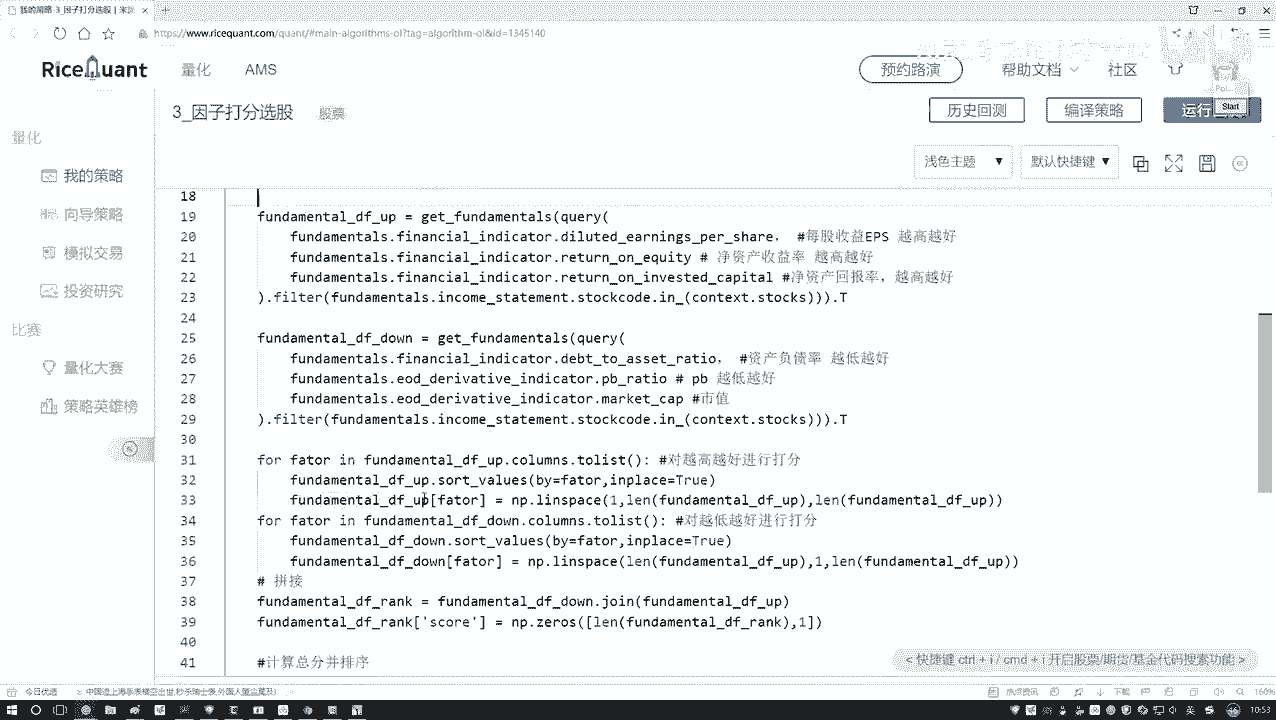 我的策略-3_因子打分选股 | 米筐
https://www.ricequant.com/quant/#main-algorithms-ol?tag=algorithm-ol&id=1345140
RiceQuant 量化 AMS 预约路演 帮助文档 社区
3_因子打分选股 股票 历史回测 编译策略 运行
Start
浅色主题 默认快捷键
量化
我的策略
向导策略
模拟交易
投资研究
比赛
量化大赛
策略英雄榜
18
19 fundamental_df_up = get_fundamentals(query(
20 fundamentals.financial_indicator.diluted_earnings_per_share, #每股收益EPS 越高越好
21 fundamentals.financial_indicator.return_on_equity # 净资产收益率 越高越好
22 fundamentals.financial_indicator.return_on_invested_capital #净资产回报率，越高越好
23 ).filter(fundamentals.income_statement.stockcode.in_(context.stocks))).T
24
25 fundamental_df_down = get_fundamentals(query(
26 fundamentals.financial_indicator.debt_to_asset_ratio, #资产负债率 越低越好
27 fundamentals.eod_derivative_indicator.pb_ratio # pb 越低越好
28 fundamentals.eod_derivative_indicator.market_cap #市值
29 ).filter(fundamentals.income_statement.stockcode.in_(context.stocks))).T
30
31 for fator in fundamental_df_up.columns.tolist(): #对越高越好进行打分
32 fundamental_df_up.sort_values(by=fator,inplace=True)
33 fundamental_df_up[fator] = np.linspace(1,len(fundamental_df_up),len(fundamental_df_up))
34 for fator in fundamental_df_down.columns.tolist(): #对越低越好进行打分
35 fundamental_df_down.sort_values(by=fator,inplace=True)
36 fundamental_df_down[fator] = np.linspace(len(fundamental_df_up),1,len(fundamental_df_up))
37 # 拼接
38 fundamental_df_rank = fundamental_df_down.join(fundamental_df_up)
39 fundamental_df_rank['score'] = np.zeros([len(fundamental_df_rank),1])
40
41 #计算总分并排序
<快捷键 ctrl + i / cmd + i 开启股票/期货/基金代码搜索功能 >
今日优选 热点资讯 下载 160%
英 10:53